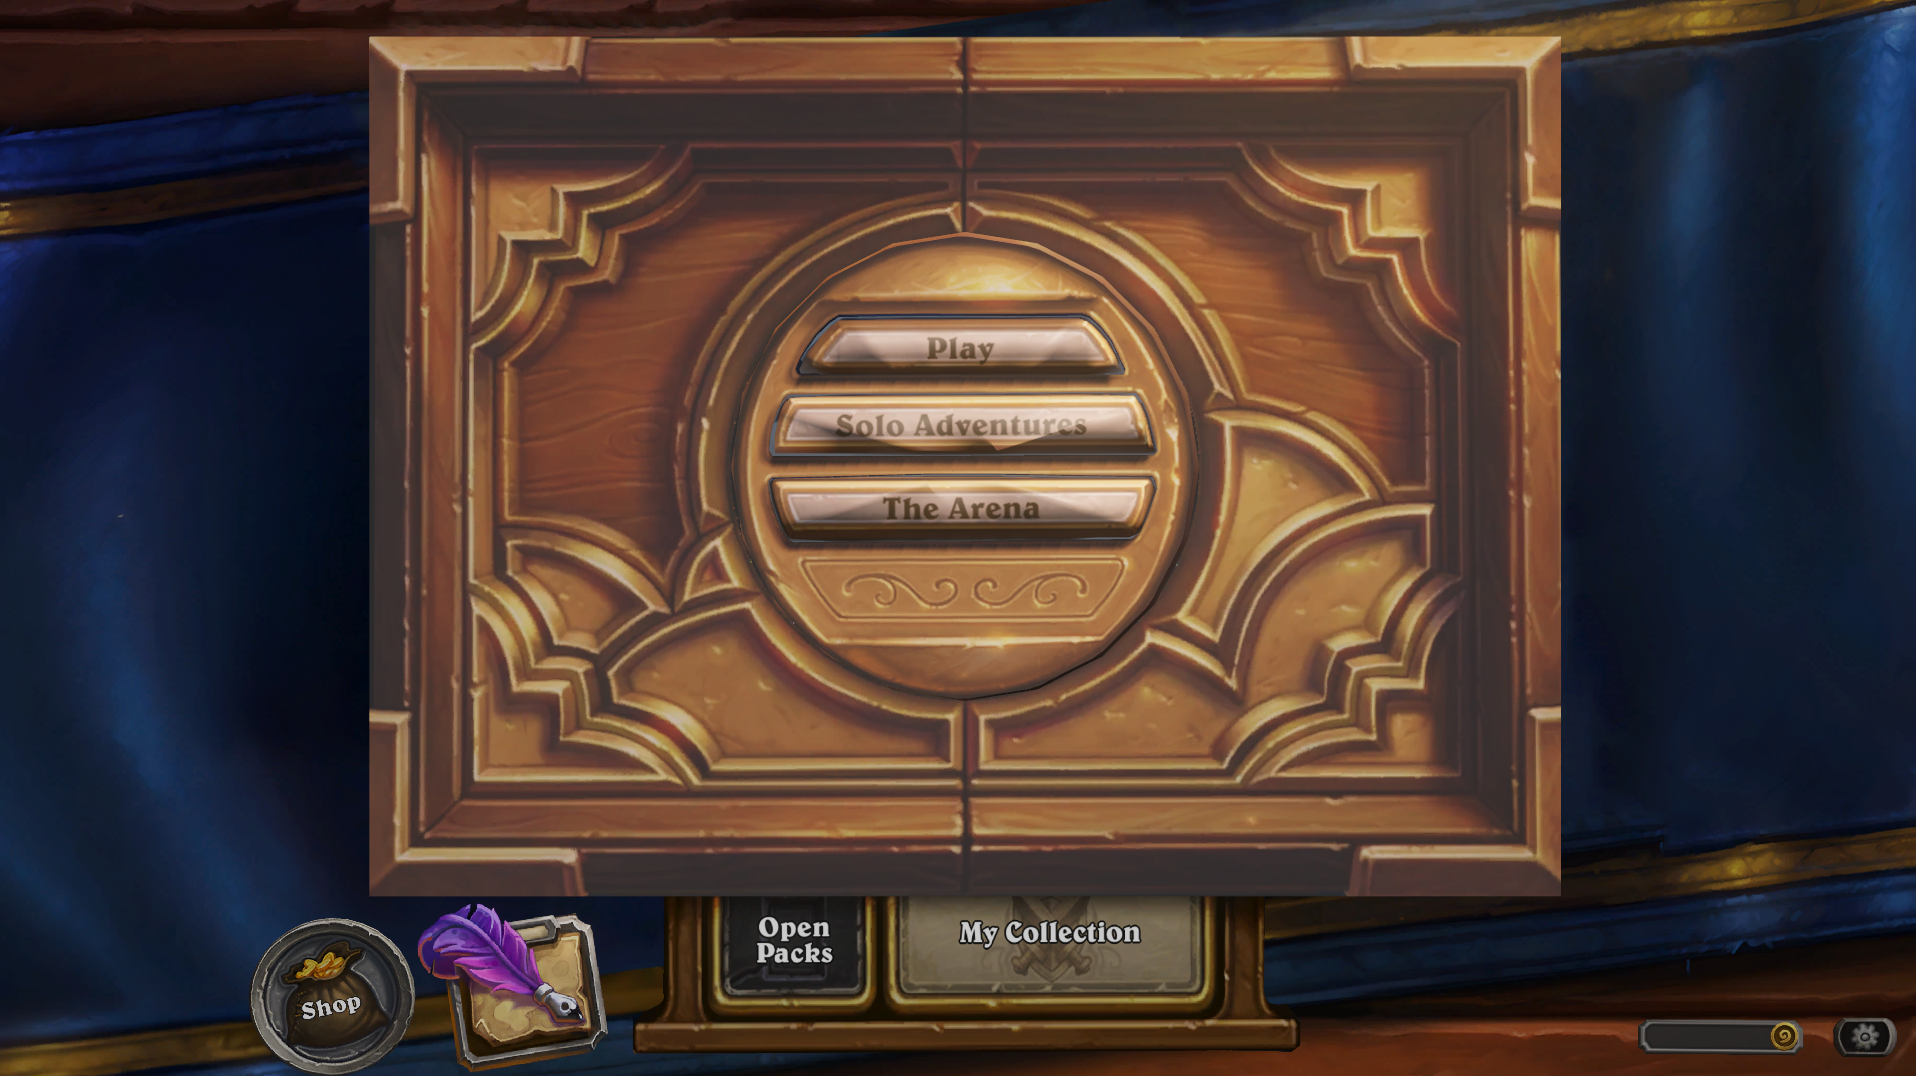 Play
Solo Adventures
The Arena
Open
Packs
My Collection
Shop